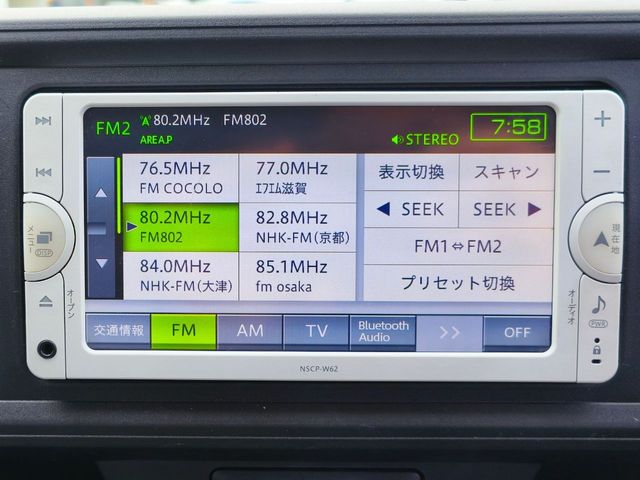 FM2 80.2MHz FM802 7:58
AREA.P STEREO
76.5MHz
FM COCOLO
77.0MHz
ｴﾌｴﾑ滋賀
表示切換 スキャン
80.2MHz
FM802
82.8MHz
NHK-FM(京都)
◀ SEEK SEEK ▶
FM1⇔FM2
84.0MHz
NHK-FM(大津)
85.1MHz
fm osaka
プリセット切換
交通情報 FM AM TV Bluetooth Audio >> OFF
メニュー
DISP
オープン
現在地
オーディオ
PWR
NSCP-W62